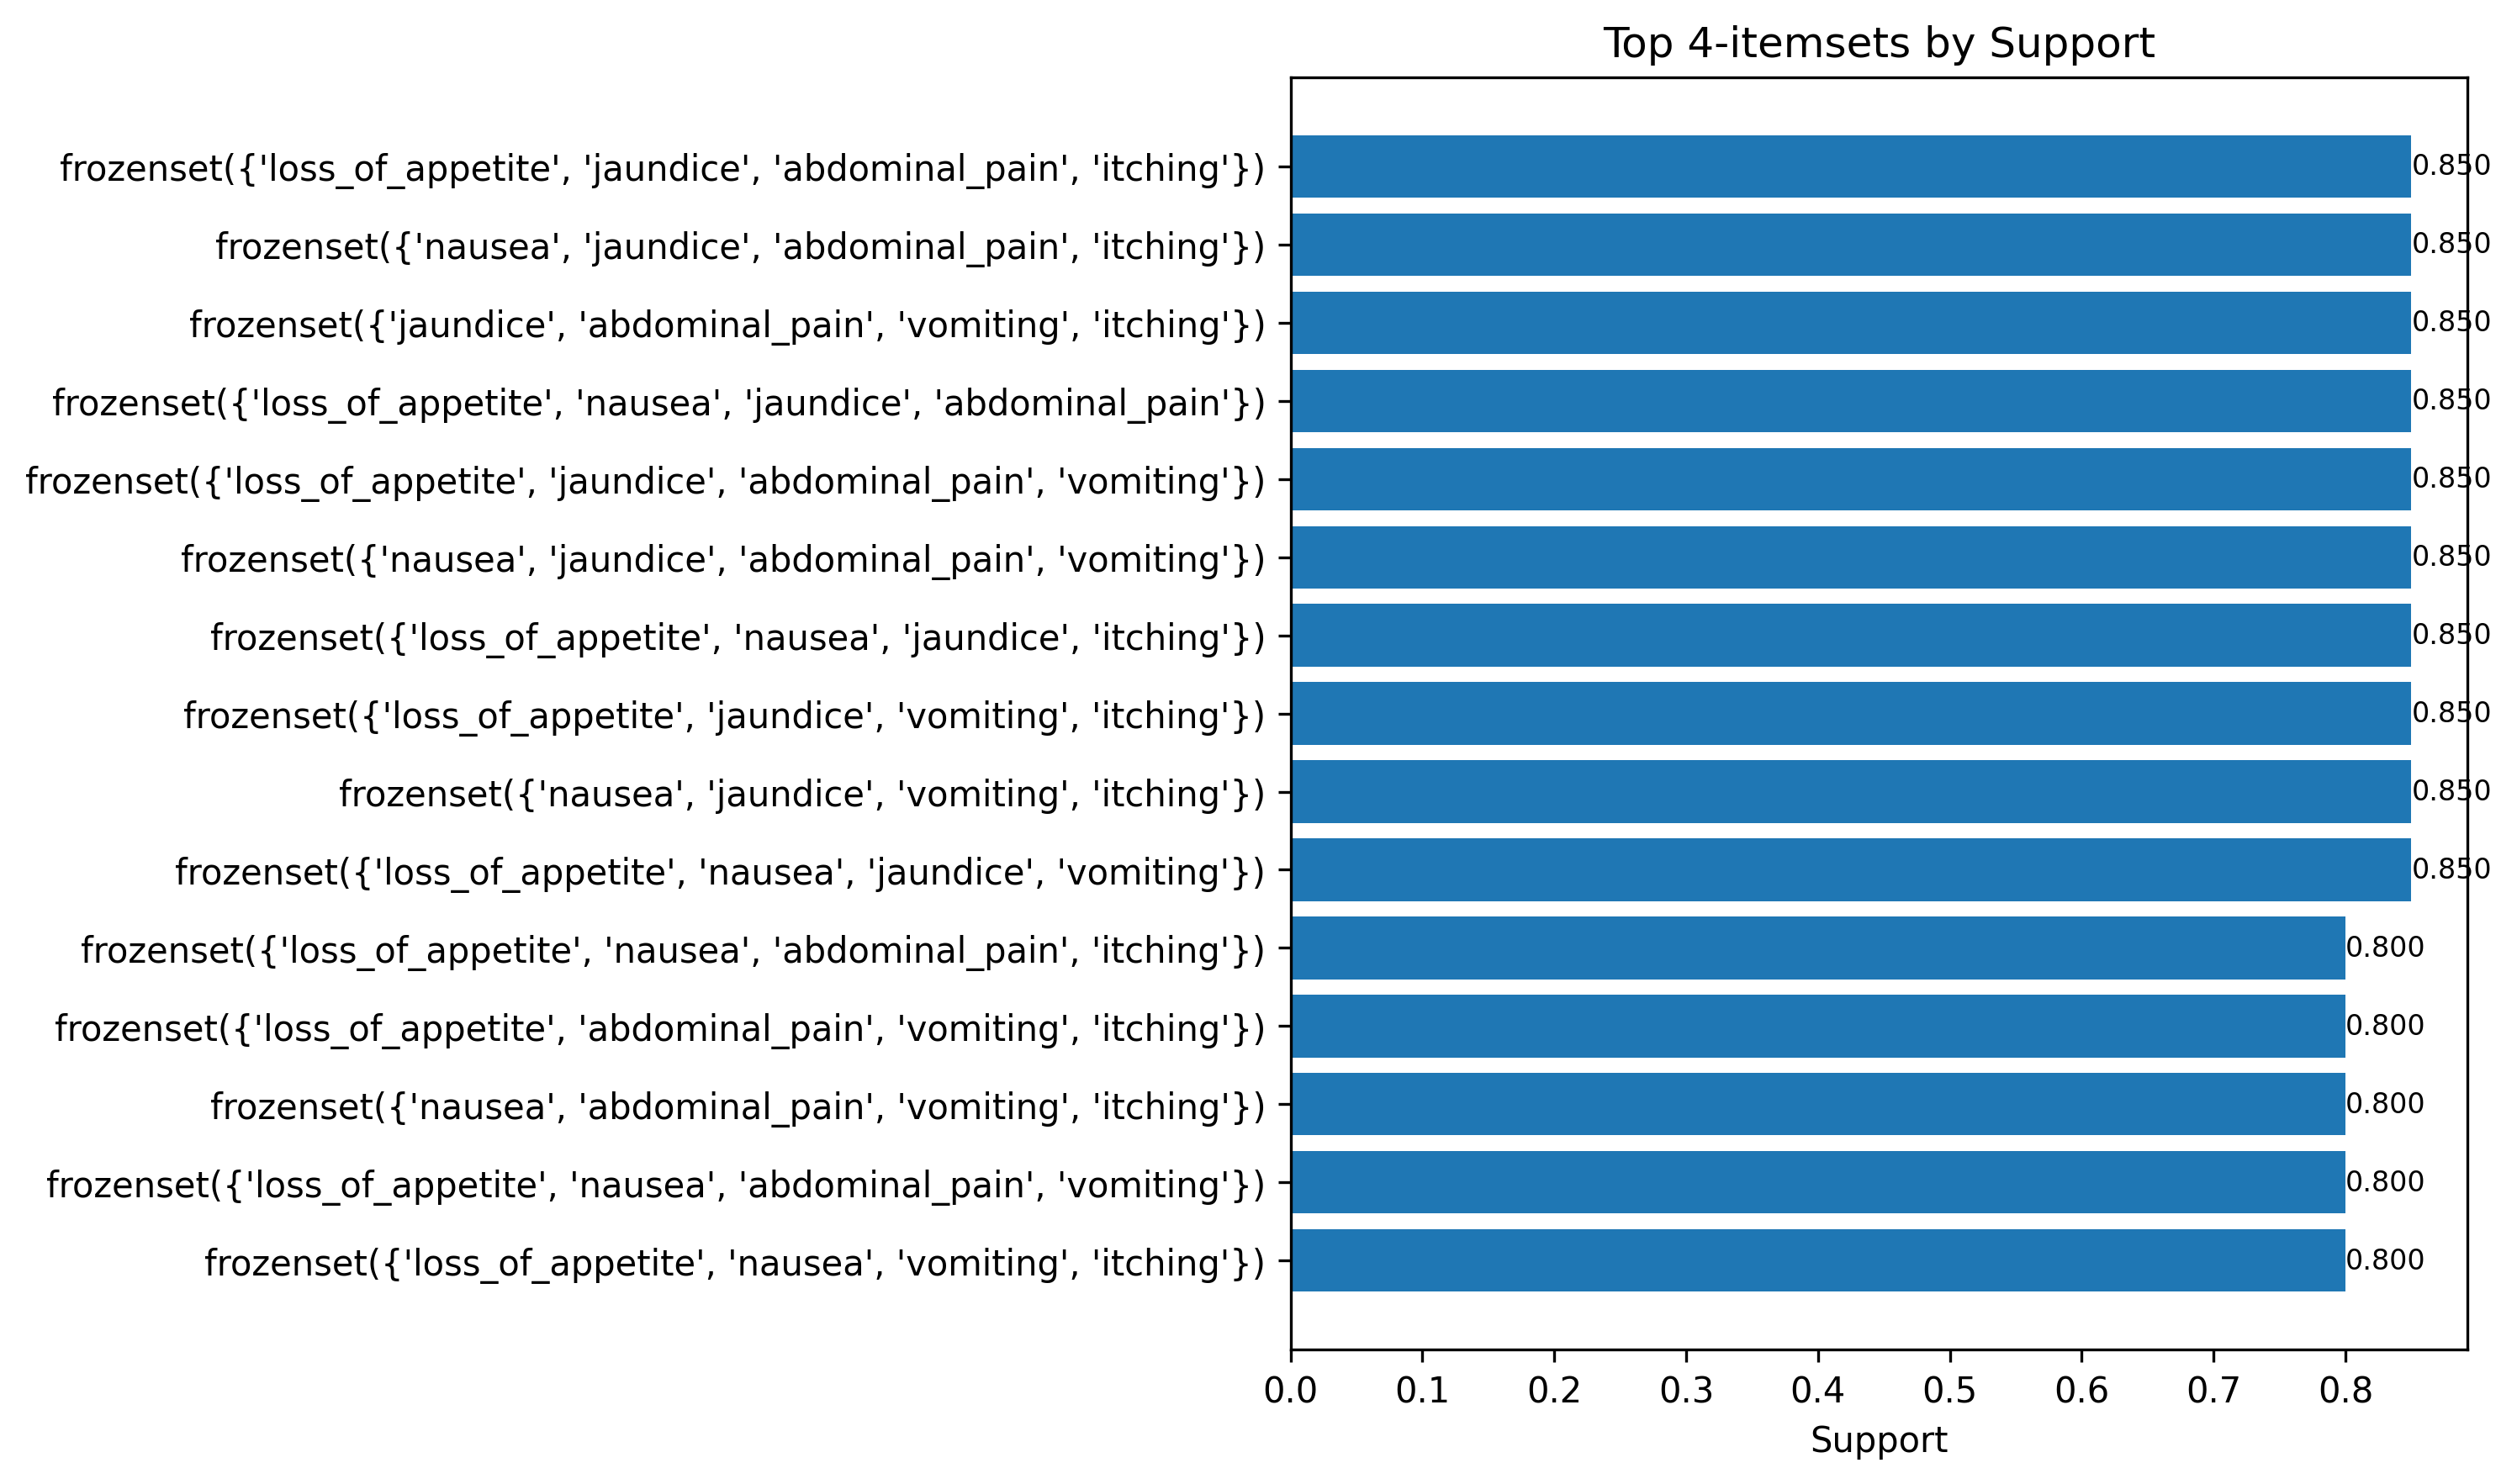 Top 4-itemsets by Support
frozenset({'loss_of_appetite', 'jaundice', 'abdominal_pain', 'itching'}) 0.850
frozenset({'nausea', 'jaundice', 'abdominal_pain', 'itching'}) 0.850
frozenset({'jaundice', 'abdominal_pain', 'vomiting', 'itching'}) 0.850
frozenset({'loss_of_appetite', 'nausea', 'jaundice', 'abdominal_pain'}) 0.850
frozenset({'loss_of_appetite', 'jaundice', 'abdominal_pain', 'vomiting'}) 0.850
frozenset({'nausea', 'jaundice', 'abdominal_pain', 'vomiting'}) 0.850
frozenset({'loss_of_appetite', 'nausea', 'jaundice', 'itching'}) 0.850
frozenset({'loss_of_appetite', 'jaundice', 'vomiting', 'itching'}) 0.850
frozenset({'nausea', 'jaundice', 'vomiting', 'itching'}) 0.850
frozenset({'loss_of_appetite', 'nausea', 'jaundice', 'vomiting'}) 0.850
frozenset({'loss_of_appetite', 'nausea', 'abdominal_pain', 'itching'}) 0.800
frozenset({'loss_of_appetite', 'abdominal_pain', 'vomiting', 'itching'}) 0.800
frozenset({'nausea', 'abdominal_pain', 'vomiting', 'itching'}) 0.800
frozenset({'loss_of_appetite', 'nausea', 'abdominal_pain', 'vomiting'}) 0.800
frozenset({'loss_of_appetite', 'nausea', 'vomiting', 'itching'}) 0.800
0.0 0.1 0.2 0.3 0.4 0.5 0.6 0.7 0.8
Support